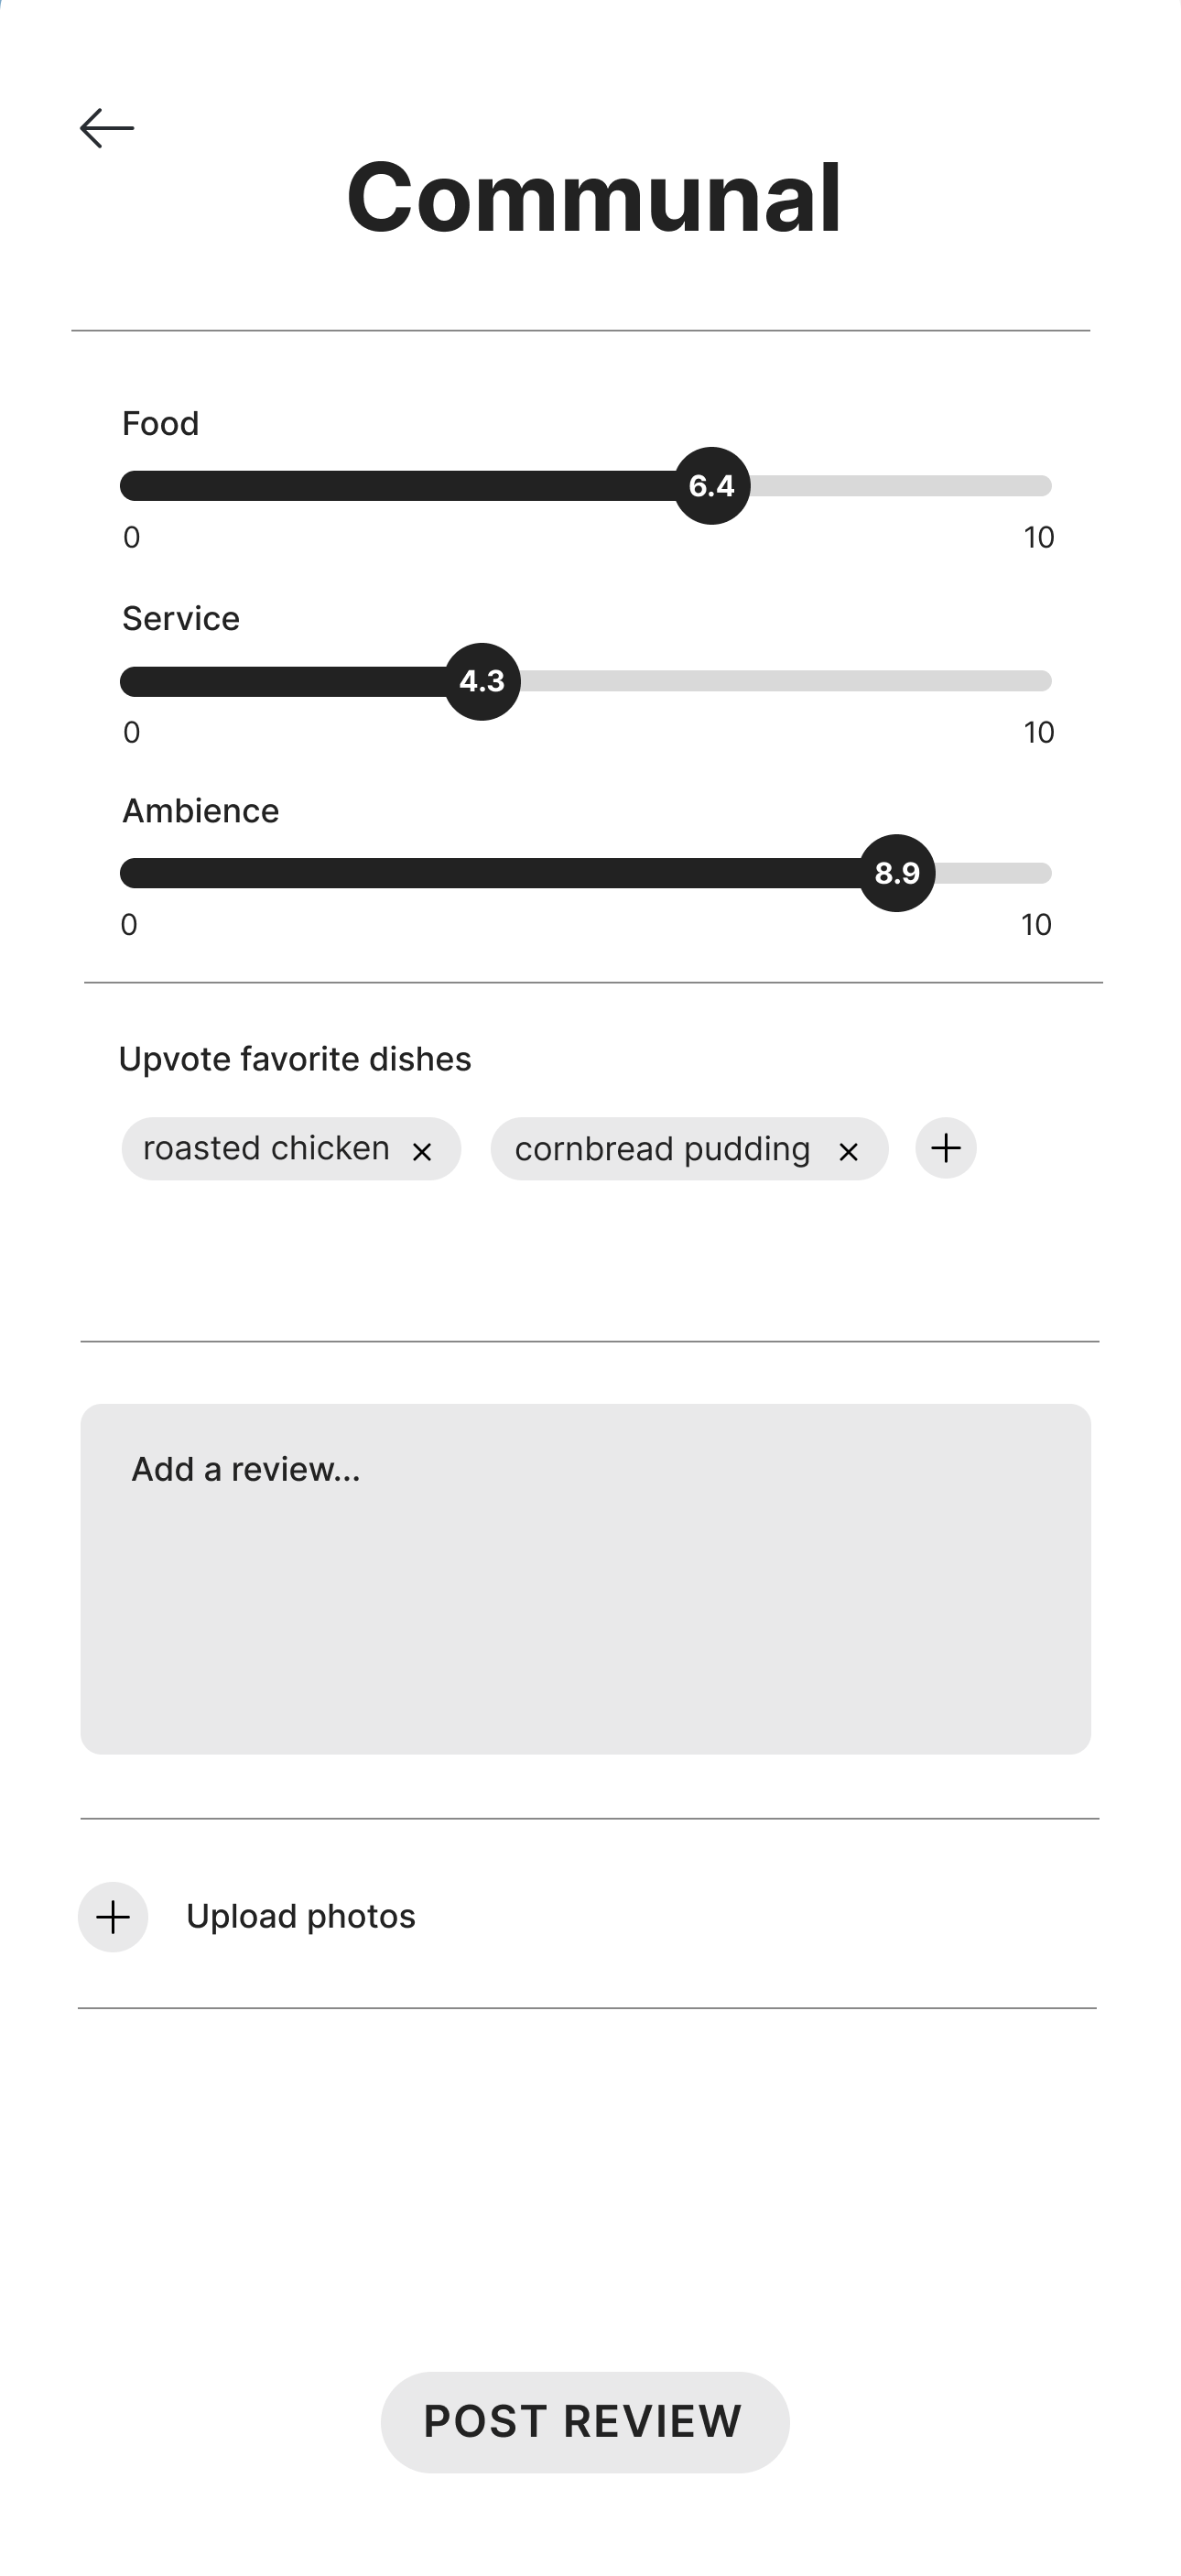 Communal
Food
6.4
0 10
Service
4.3
0 10
Ambience
8.9
0 10
Upvote favorite dishes
roasted chicken × cornbread pudding × +
Add a review...
+ Upload photos
POST REVIEW